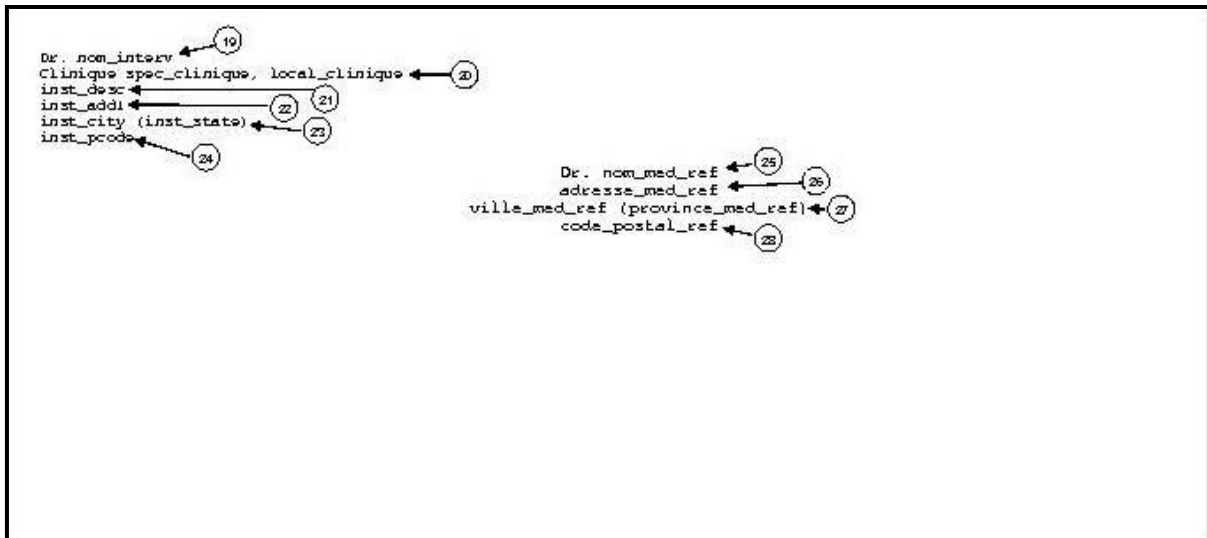 Dr. nom_interv 19
Clinique spec_clinique, local_clinique 20
inst_desc 21
inst_add1 22
inst_city (inst_state) 23
inst_pcode 24
Dr. nom_med_ref 25
adresse_med_ref 26
ville_med_ref (province_med_ref) 27
code_postal_ref 28